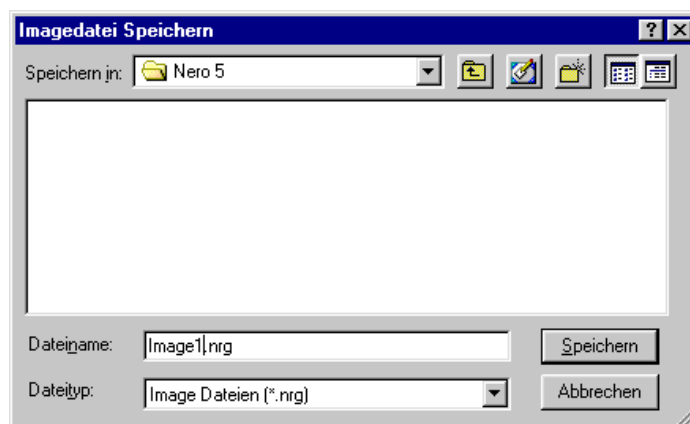 Imagedatei Speichern
Speichern in: Nero 5
Dateiname: Image1.nrg Speichern
Dateityp: Image Dateien (*.nrg) Abbrechen